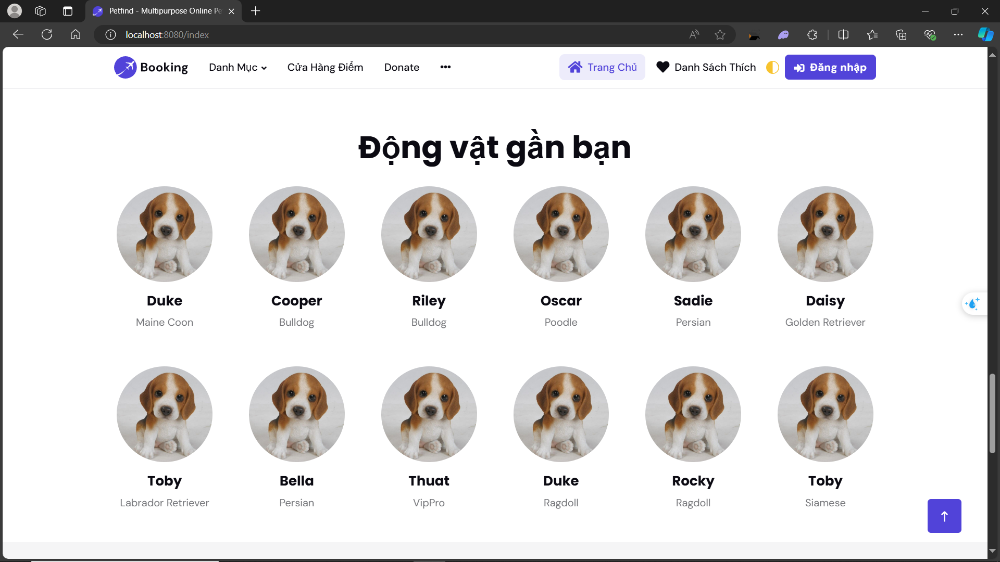 Petfind - Multipurpose Online Pe
localhost:8080/index
Booking
Danh Mục
Cửa Hàng Điểm
Donate
•••
Trang Chủ
Danh Sách Thích
Đăng nhập
Động vật gần bạn
Duke
Cooper
Riley
Oscar
Sadie
Daisy
Maine Coon
Bulldog
Bulldog
Poodle
Persian
Golden Retriever
Toby
Bella
Thuat
Duke
Rocky
Toby
Labrador Retriever
Persian
VipPro
Ragdoll
Ragdoll
Siamese